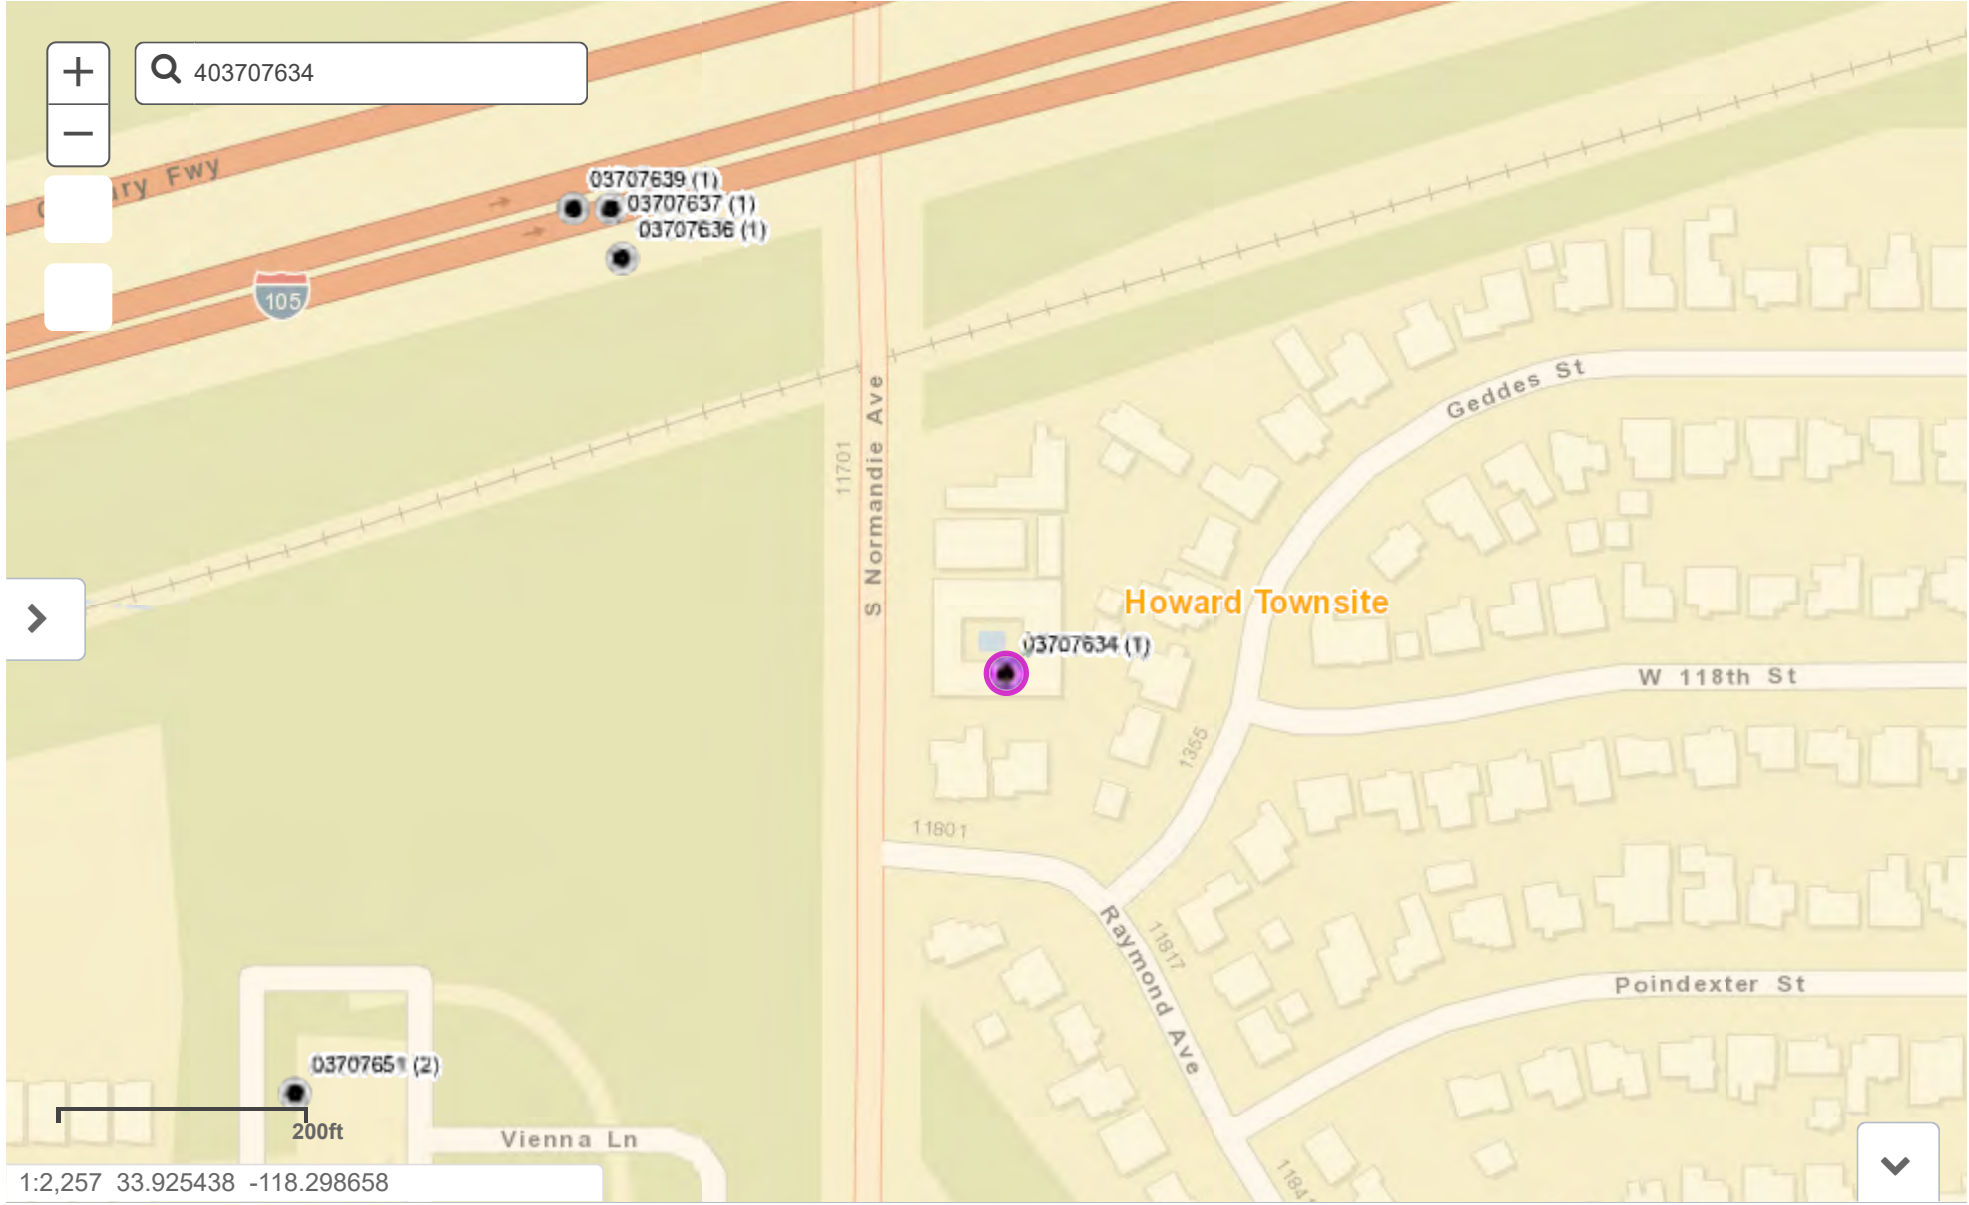 403707634
Fwy
03707639 (1)
03707637 (1)
03707636 (1)
105
Geddes St
S Normandie Ave
11701
Howard Townsite
03707634 (1)
W 118th St
1355
11801
Raymond Ave
11817
Poindexter St
03707651 (2)
200ft
Vienna Ln
1:2,257 33.925438 -118.298658